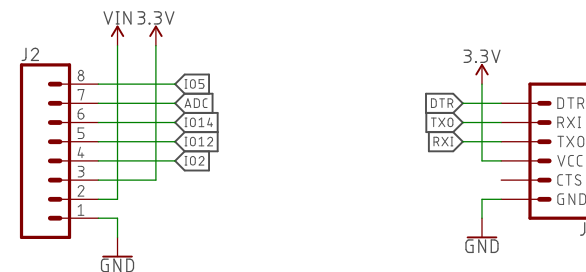 VIN 3.3V
J2
8 IO5
7 ADC
6 IO14
5 IO12
4 IO2
3
2
1
GND
3.3V
DTR DTR
TXO RXI
RXI TXO
VCC
CTS
GND
J
GND